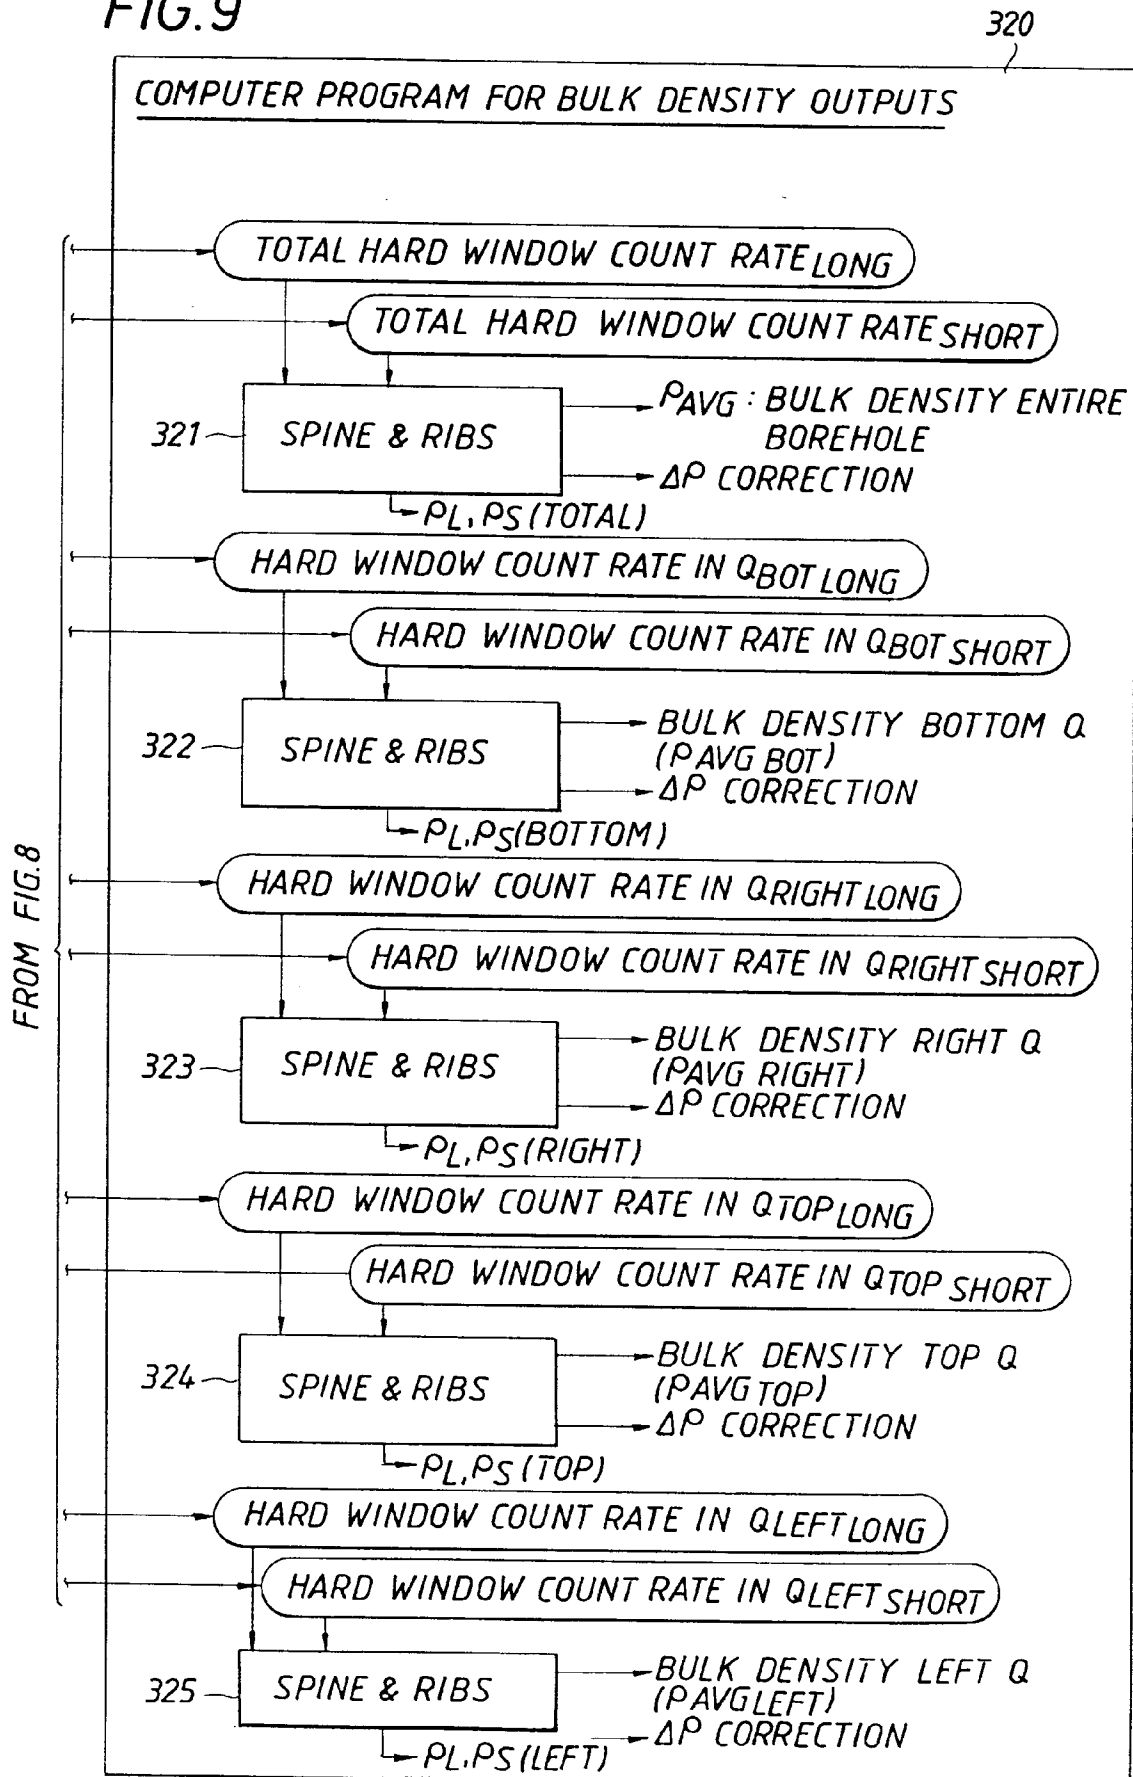 FIG. 9
320
COMPUTER PROGRAM FOR BULK DENSITY OUTPUTS
TOTAL HARD WINDOW COUNT RATE LONG
TOTAL HARD WINDOW COUNT RATE SHORT
321
SPINE & RIBS
ρAVG : BULK DENSITY ENTIRE
BOREHOLE
Δρ CORRECTION
ρL, ρS (TOTAL)
HARD WINDOW COUNT RATE IN QBOT LONG
HARD WINDOW COUNT RATE IN QBOT SHORT
322
SPINE & RIBS
BULK DENSITY BOTTOM Q
(ρAVG BOT)
Δρ CORRECTION
ρL, ρS (BOTTOM)
FROM FIG. 8
HARD WINDOW COUNT RATE IN QRIGHT LONG
HARD WINDOW COUNT RATE IN QRIGHT SHORT
323
SPINE & RIBS
BULK DENSITY RIGHT Q
(ρAVG RIGHT)
Δρ CORRECTION
ρL, ρS (RIGHT)
HARD WINDOW COUNT RATE IN QTOP LONG
HARD WINDOW COUNT RATE IN QTOP SHORT
324
SPINE & RIBS
BULK DENSITY TOP Q
(ρAVG TOP)
Δρ CORRECTION
ρL, ρS (TOP)
HARD WINDOW COUNT RATE IN QLEFT LONG
HARD WINDOW COUNT RATE IN QLEFT SHORT
325
SPINE & RIBS
BULK DENSITY LEFT Q
(ρAVG LEFT)
Δρ CORRECTION
ρL, ρS (LEFT)